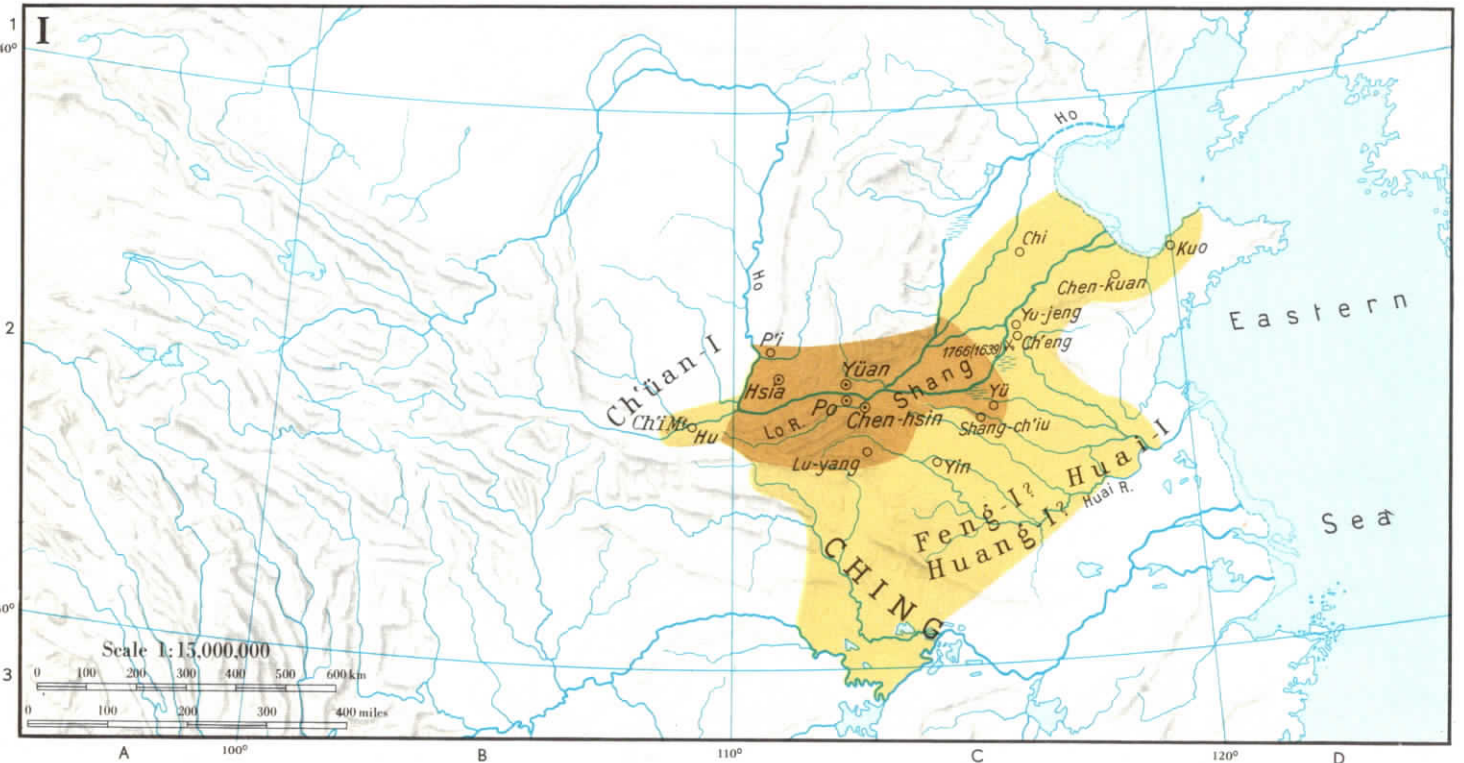 I
1
40°
Ho
Chi
Kuo
Ho
Chen-kuan
Eastern
2
Yu-jeng
Ch'eng
P'i
1766/1639
Ch'üan-I
Yüan
Shang
Hsia
Yü
Po
Chen-hsin
Ch'i Mt
Hu
Lo R.
Shang-ch'iu
Lu-yang
Yin
Huai-I
Feng-I?
Huai R.
Huang-I?
Sea
CHING
Scale 1:15,000,000
0 100 200 300 400 500 600 km
3
0 100 200 300 400 miles
A 100° B 110° C 120° D